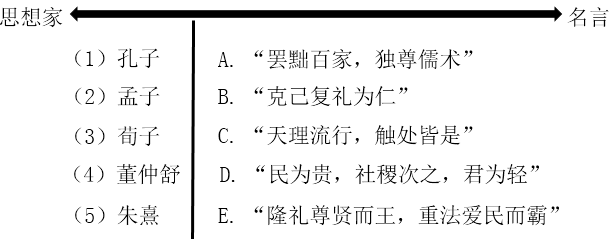 思想家 名言
（1）孔子 A. “罢黜百家，独尊儒术”
（2）孟子 B. “克己复礼为仁”
（3）荀子 C. “天理流行，触处皆是”
（4）董仲舒 D. “民为贵，社稷次之，君为轻”
（5）朱熹 E. “隆礼尊贤而王，重法爱民而霸”